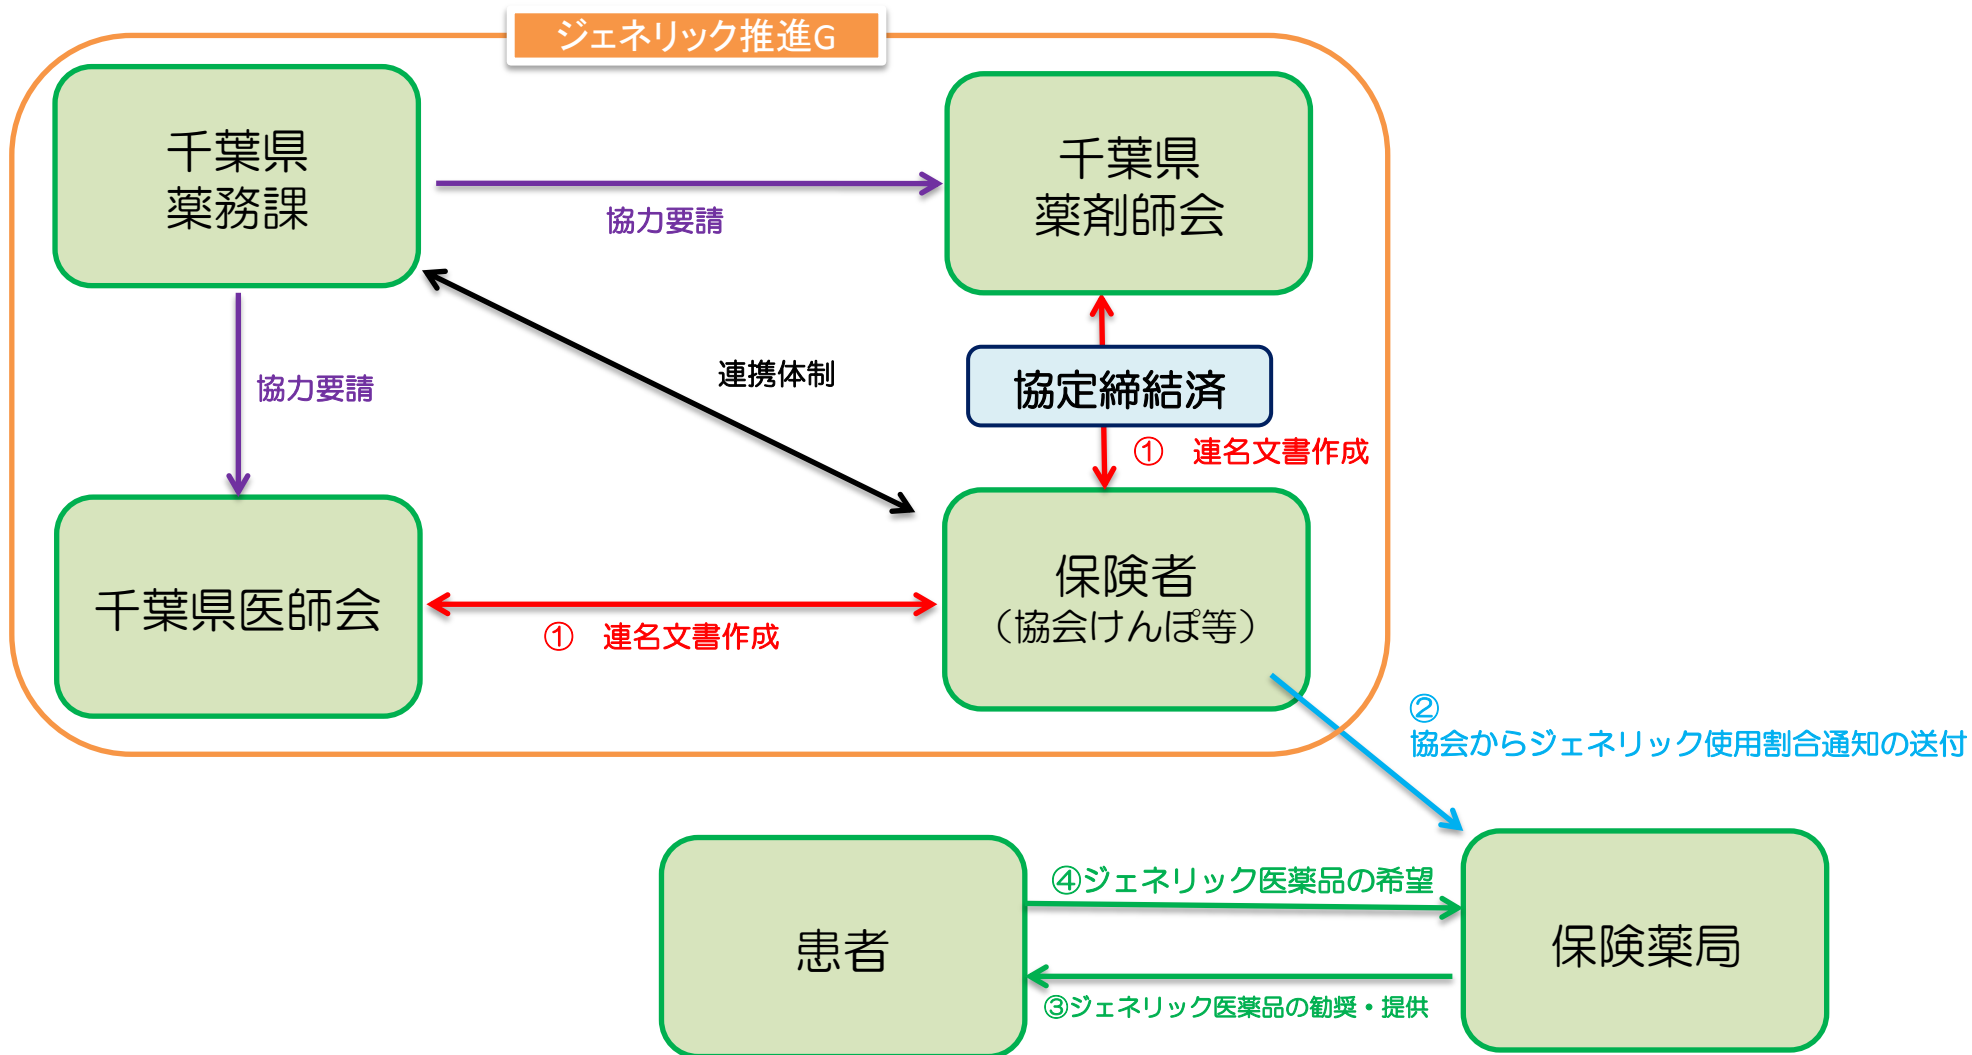 ジェネリック推進G
千葉県
薬務課
千葉県
薬剤師会
協力要請
協力要請
連携体制
協定締結済
① 連名文書作成
千葉県医師会
保険者
（協会けんぽ等）
① 連名文書作成
②
協会からジェネリック使用割合通知の送付
④ジェネリック医薬品の希望
患者
保険薬局
③ジェネリック医薬品の勧奨・提供